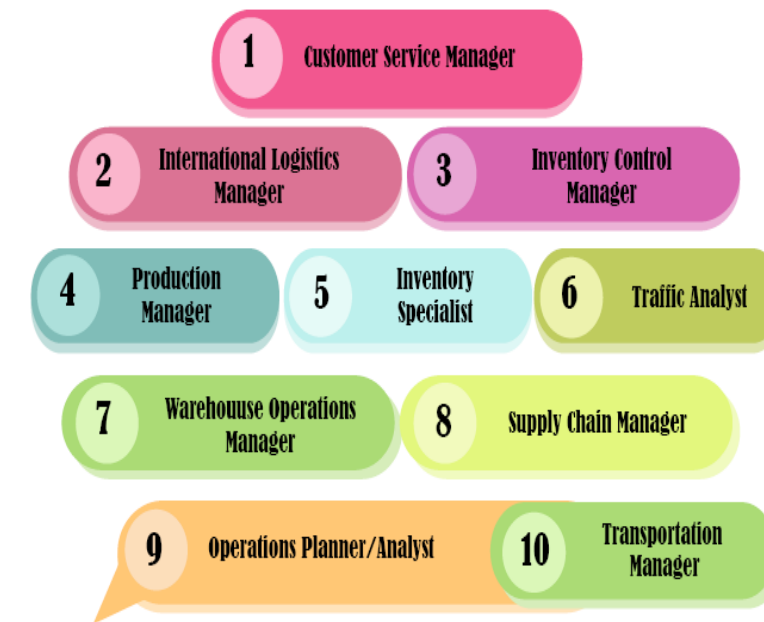 1
Customer Service Manager
2
International Logistics
Manager
3
Inventory Control
Manager
4
Production
Manager
5
Inventory
Specialist
6
Traffic Analyst
7
Warehouuse Operations
Manager
8
Supply Chain Manager
9
Operations Planner/Analyst
10
Transportation
Manager